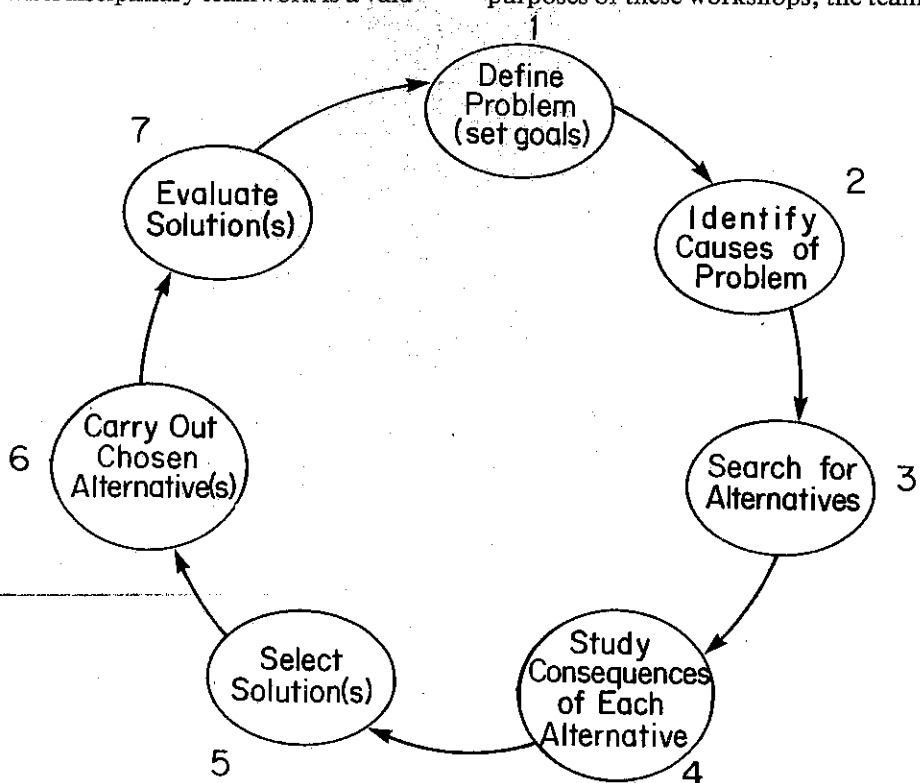 purposes of these workshops, the team
1
Define
Problem
(set goals)
2
Identify
Causes of
Problem
3
Search for
Alternatives
4
Study
Consequences
of Each
Alternative
5
Select
Solution(s)
6
Carry Out
Chosen
Alternative(s)
7
Evaluate
Solution(s)